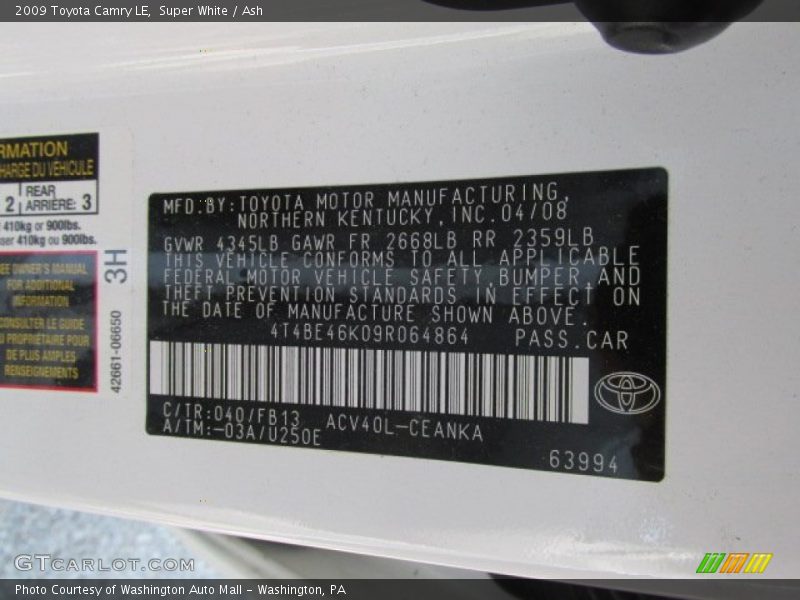 2009 Toyota Camry LE, Super White / Ash
RMATION
HARGE DU VÉHICULE
2 REAR ARRIÈRE: 3
410kg or 900lbs.
ser 410kg ou 900lbs.
SEE OWNER'S MANUAL
FOR ADDITIONAL
INFORMATION
CONSULTER LE GUIDE
DU PROPRIÉTAIRE POUR
DE PLUS AMPLES
RENSEIGNEMENTS
3H
42661-06650
MFD.BY:TOYOTA MOTOR MANUFACTURING,
NORTHERN KENTUCKY,INC.04/08
GVWR 4345LB GAWR FR 2668LB RR 2359LB
THIS VEHICLE CONFORMS TO ALL APPLICABLE
FEDERAL MOTOR VEHICLE SAFETY,BUMPER,AND
THEFT PREVENTION STANDARDS IN EFFECT ON
THE DATE OF MANUFACTURE SHOWN ABOVE.
4T4BE46K09R064864 PASS.CAR
C/TR:040/FB13 ACV40L-CEANKA
A/TM:-03A/U250E
63994
GTCARLOT.COM
Photo Courtesy of Washington Auto Mall - Washington, PA